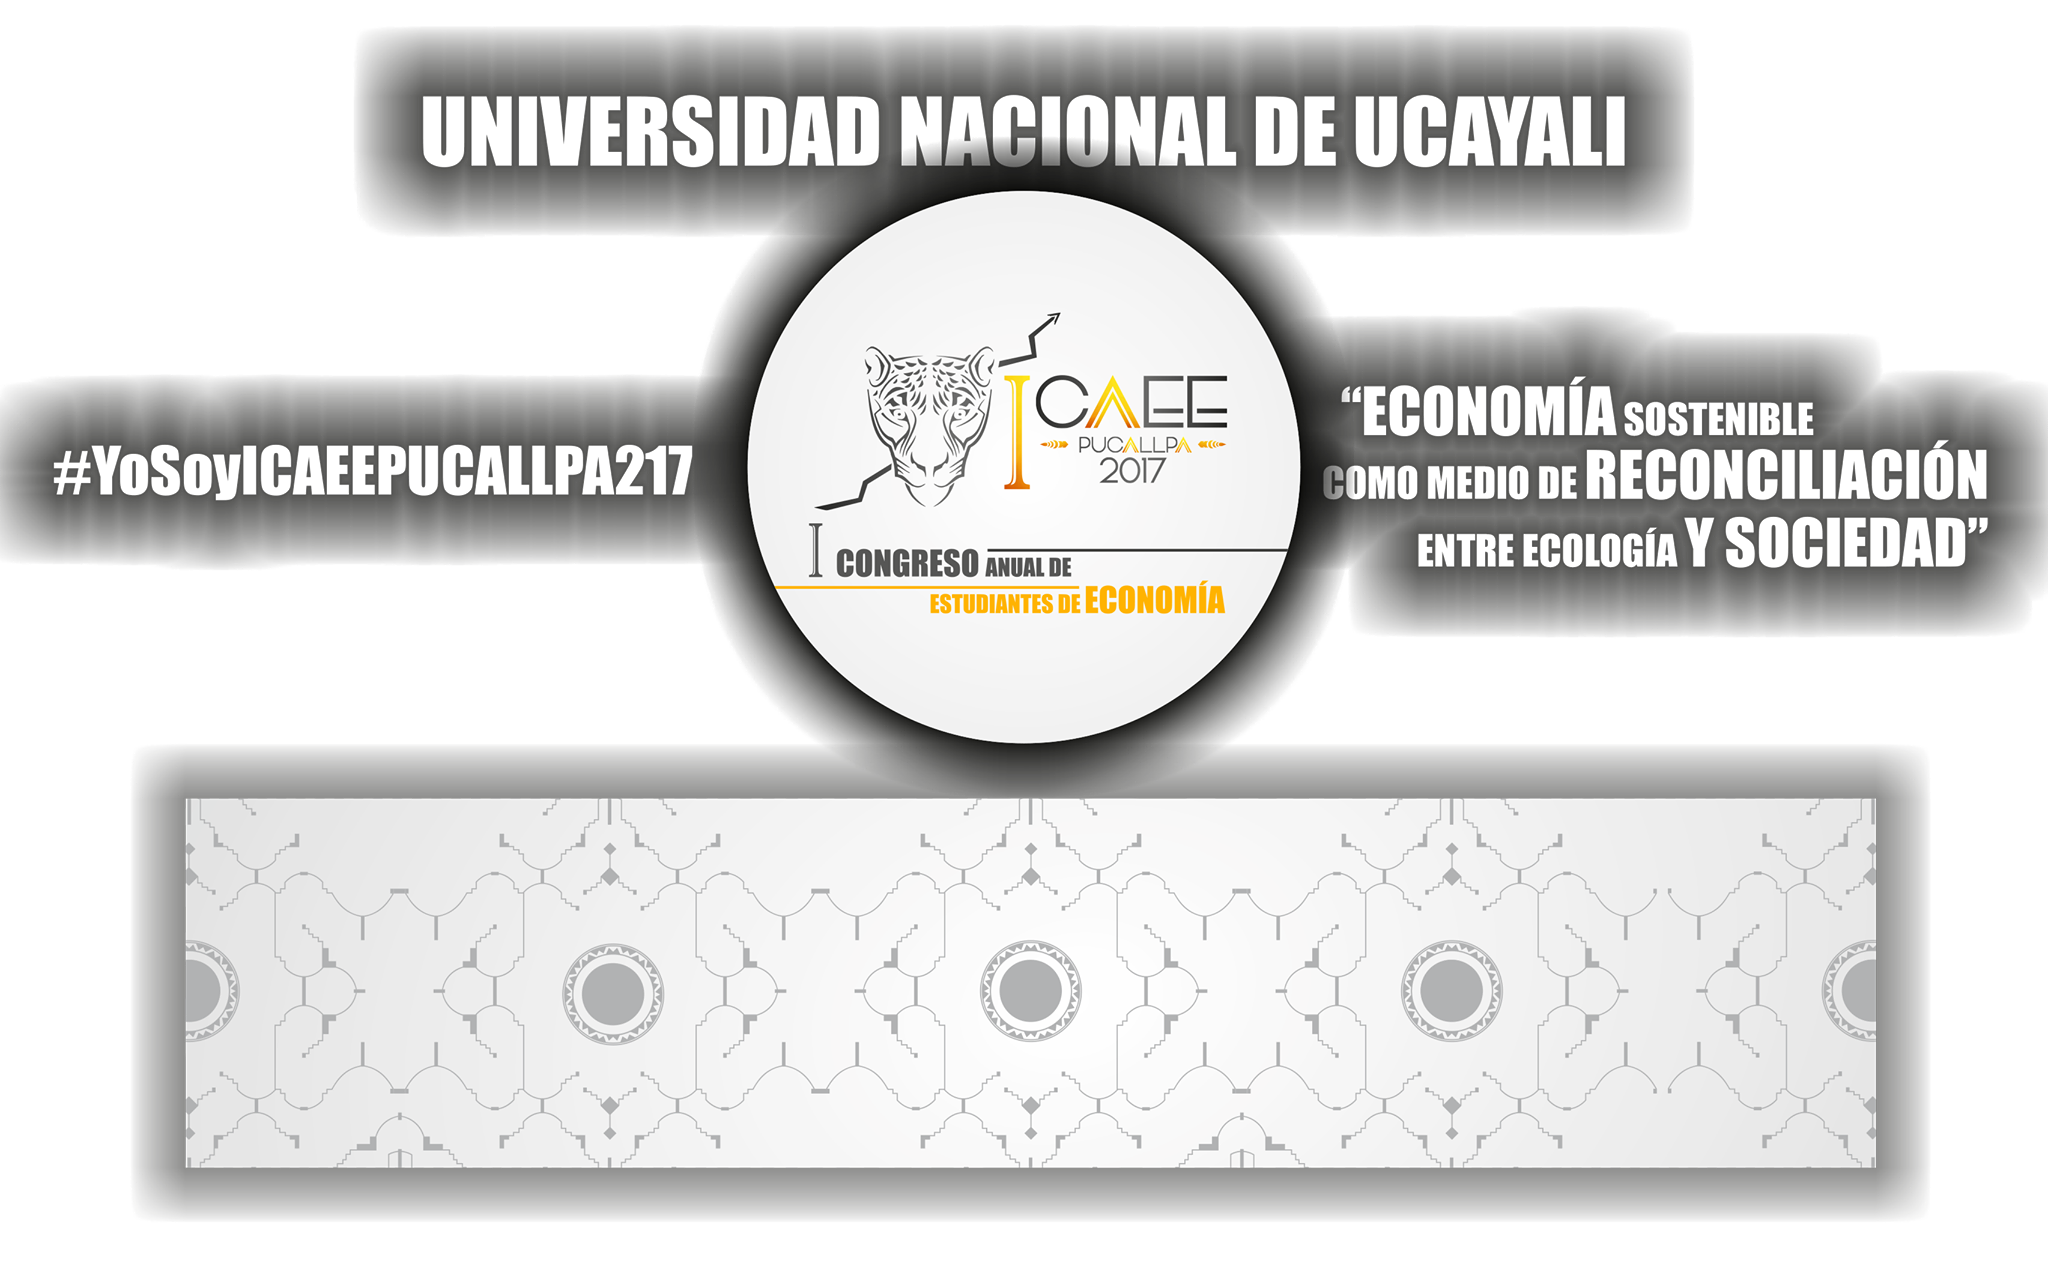 UNIVERSIDAD NACIONAL DE UCAYALI
#YoSoyICAEEPUCALLPA217
I CAEE
PUCALLPA
2017
I CONGRESO ANUAL DE
ESTUDIANTES DE ECONOMÍA
“ECONOMÍA SOSTENIBLE
COMO MEDIO DE RECONCILIACIÓN
ENTRE ECOLOGÍA Y SOCIEDAD”